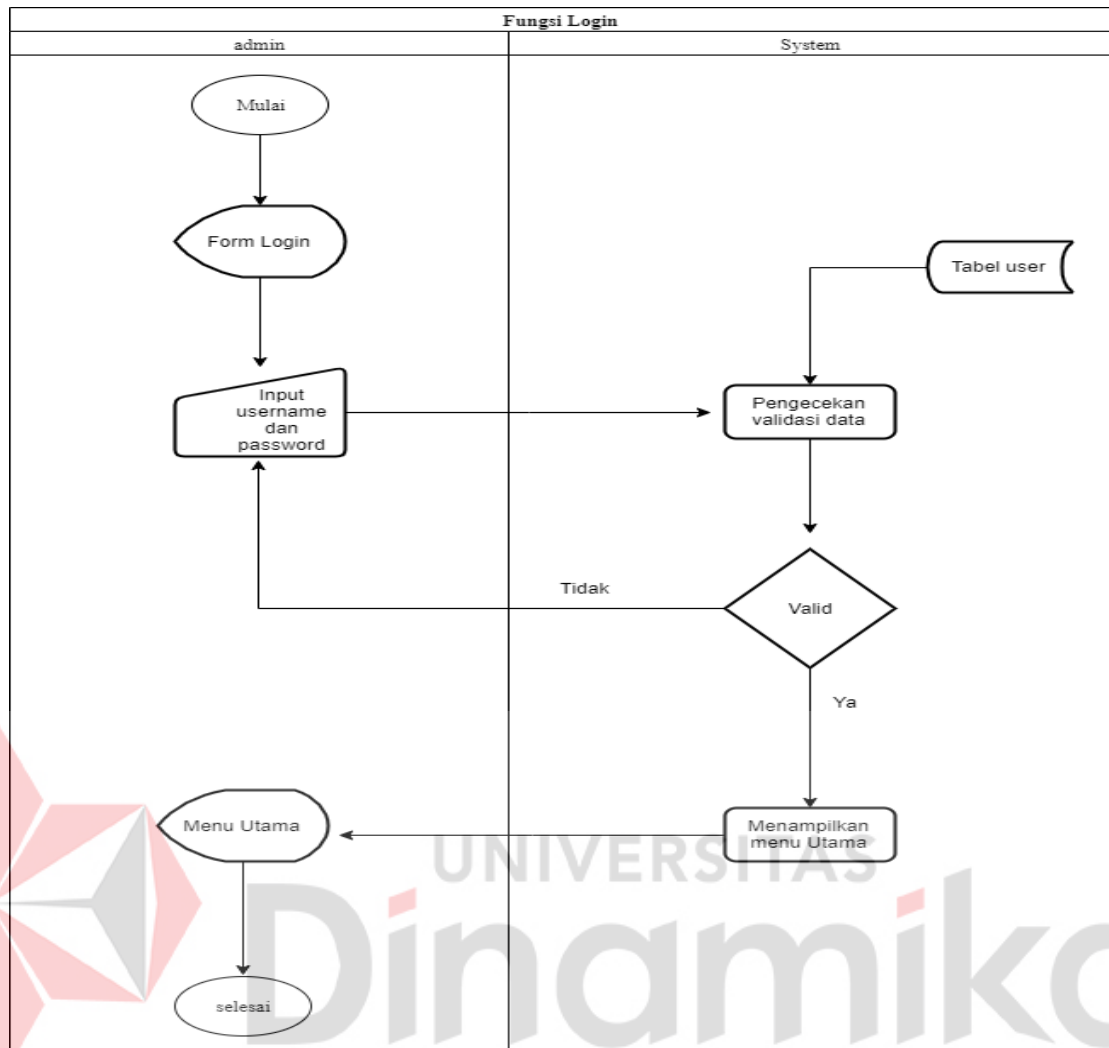 Fungsi Login
admin
System
Mulai
Form Login
Tabel user
Input
username
dan
password
Pengecekan
validasi data
Tidak
Valid
Ya
Menu Utama
Menampilkan
menu Utama
UNIVERSITAS
Dinamika
selesai